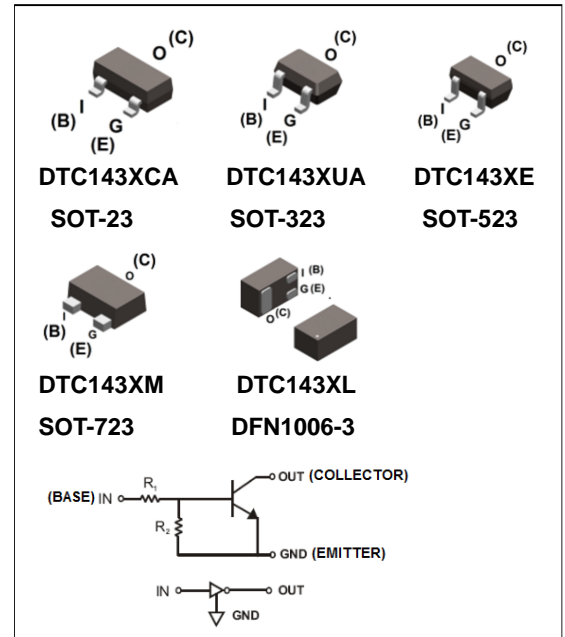 O (C)
I (B)
G (E)
DTC143XCA
SOT-23
O (C)
I (B)
G (E)
DTC143XUA
SOT-323
O (C)
I (B)
G (E)
DTC143XE
SOT-523
O (C)
I (B)
G (E)
DTC143XM
SOT-723
I (B)
G (E)
O (C)
DTC143XL
DFN1006-3
(BASE) IN R₁ OUT (COLLECTOR)
R₂
GND (EMITTER)
IN OUT
GND